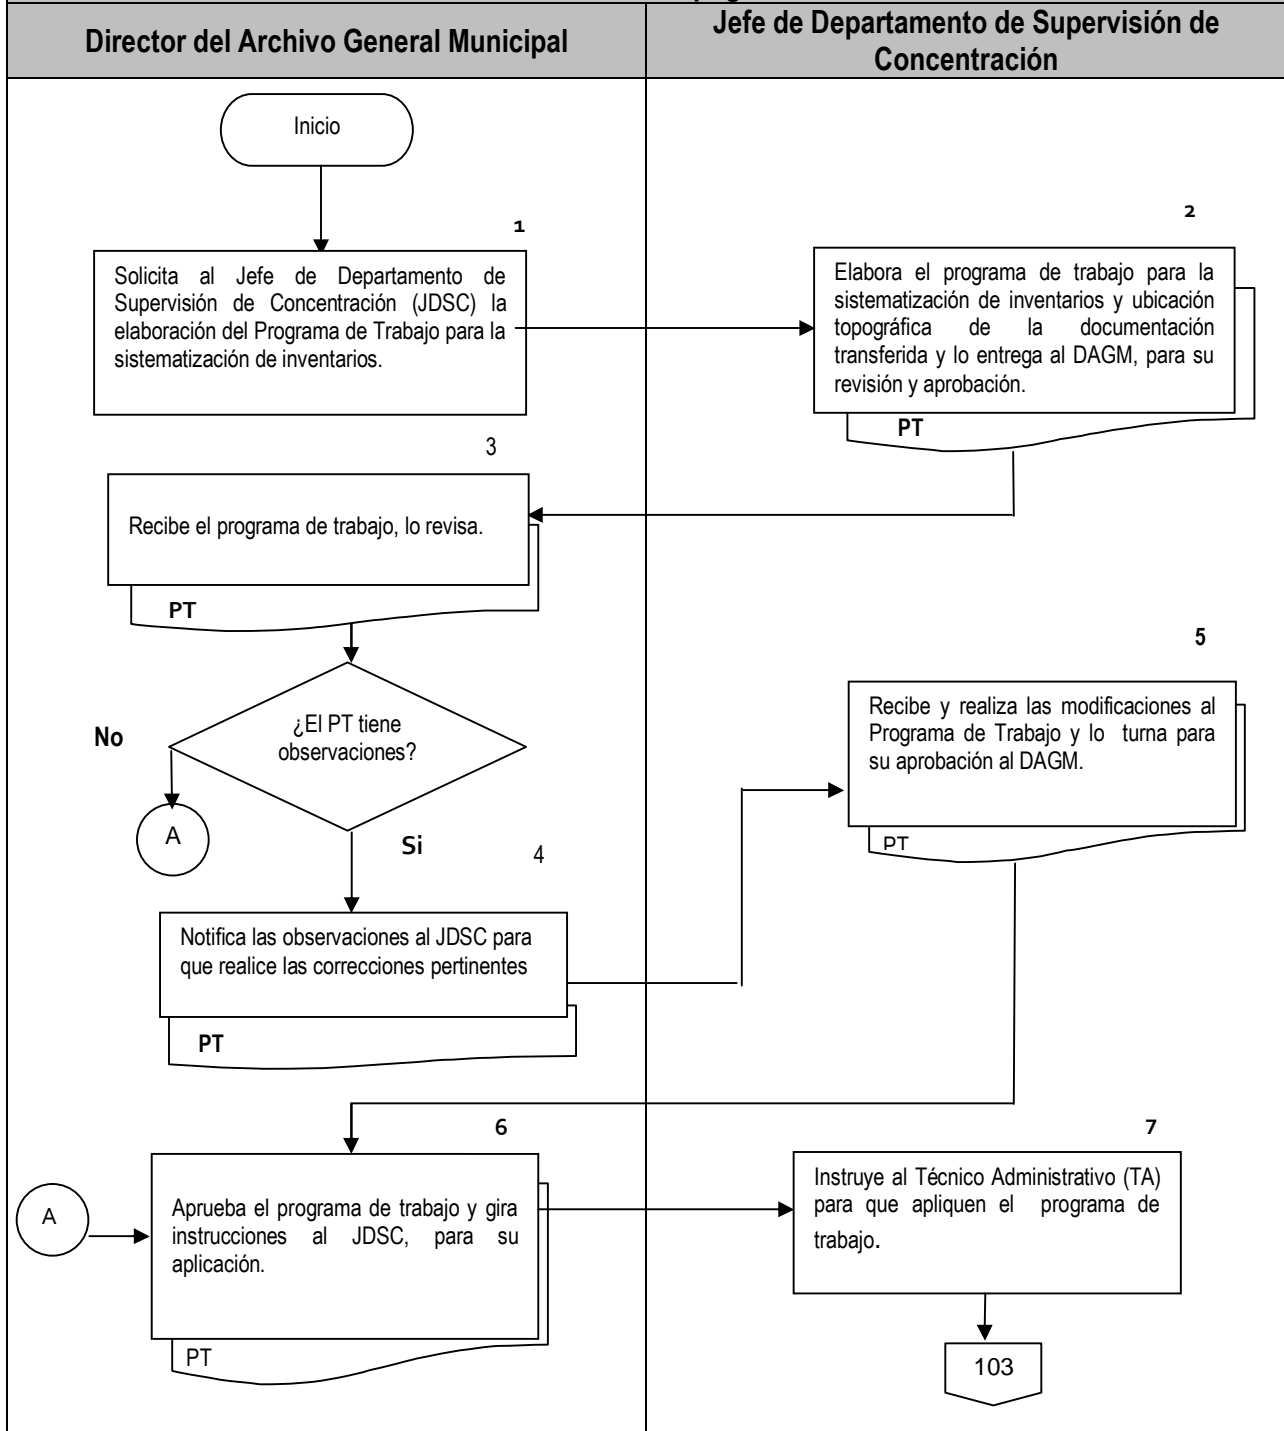 Director del Archivo General Municipal
Jefe de Departamento de Supervisión de
Concentración
Inicio
1
Solicita al Jefe de Departamento de
Supervisión de Concentración (JDSC) la
elaboración del Programa de Trabajo para la
sistematización de inventarios.
2
Elabora el programa de trabajo para la
sistematización de inventarios y ubicación
topográfica de la documentación
transferida y lo entrega al DAGM, para su
revisión y aprobación.
PT
3
Recibe el programa de trabajo, lo revisa.
PT
¿El PT tiene
observaciones?
No
A
Si
4
Notifica las observaciones al JDSC para
que realice las correcciones pertinentes
PT
5
Recibe y realiza las modificaciones al
Programa de Trabajo y lo turna para
su aprobación al DAGM.
PT
6
A
Aprueba el programa de trabajo y gira
instrucciones al JDSC, para su
aplicación.
PT
7
Instruye al Técnico Administrativo (TA)
para que apliquen el programa de
trabajo.
103